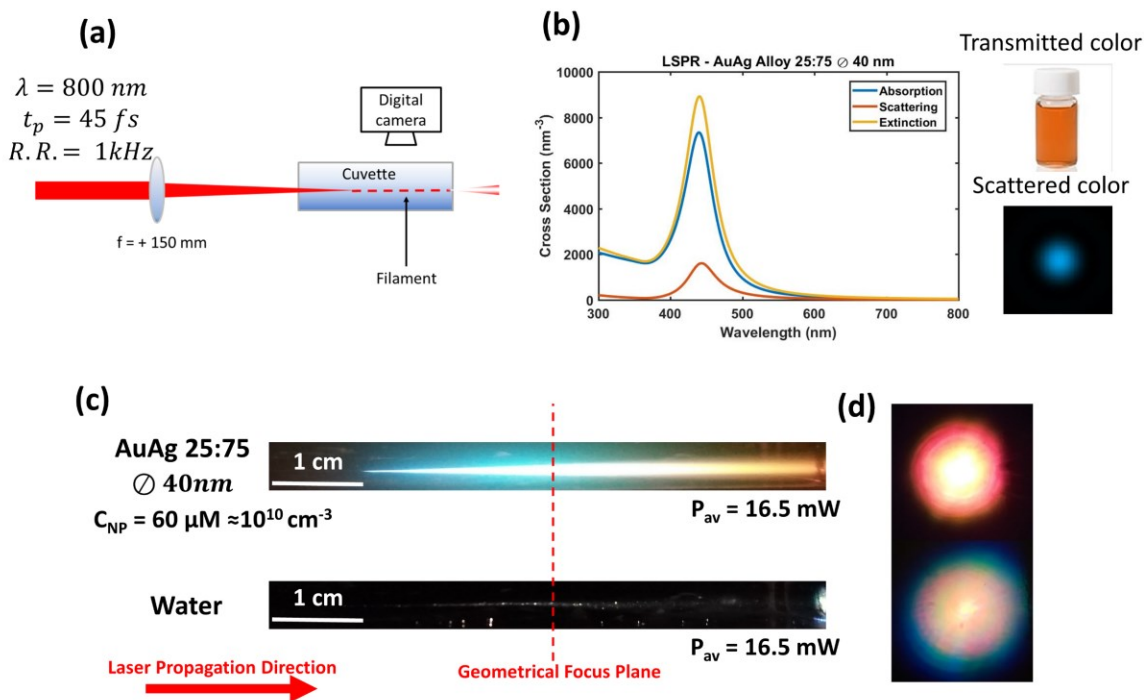 (a)
λ = 800 nm
t_p = 45 fs
R.R. = 1kHz
Digital
camera
Cuvette
f = + 150 mm
Filament
(b)
LSPR - AuAg Alloy 25:75 ∅ 40 nm
10000
8000
6000
4000
2000
0
Cross Section (nm⁻³)
300 400 500 600 700 800
Wavelength (nm)
Absorption
Scattering
Extinction
Transmitted color
Scattered color
(c)
AuAg 25:75
∅ 40nm
C_NP = 60 µM ≈10¹⁰ cm⁻³
1 cm
P_av = 16.5 mW
Water
1 cm
P_av = 16.5 mW
Laser Propagation Direction
Geometrical Focus Plane
(d)